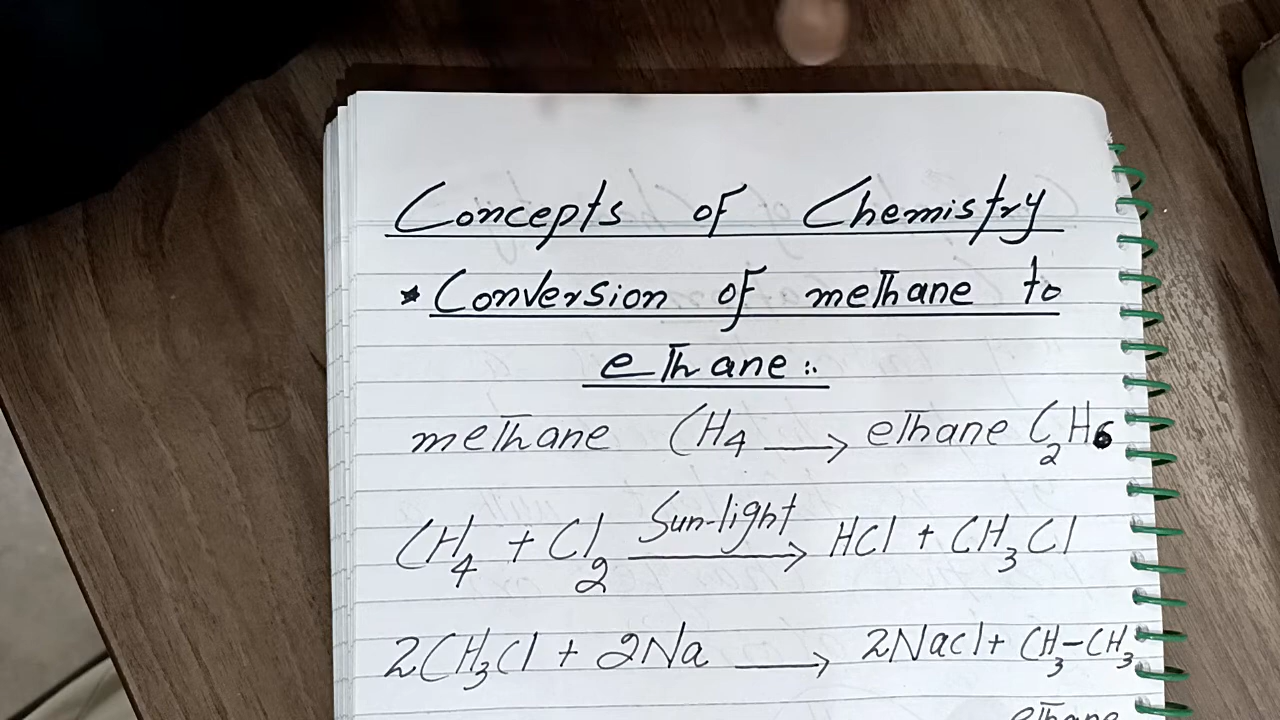 Concepts of Chemistry
* Conversion of methane to
ethane :.
methane CH4 → ethane C2H6
CH4 + Cl2 Sun-light → HCl + CH3Cl
2CH3Cl + 2Na → 2Nacl + CH3-CH3
ethane